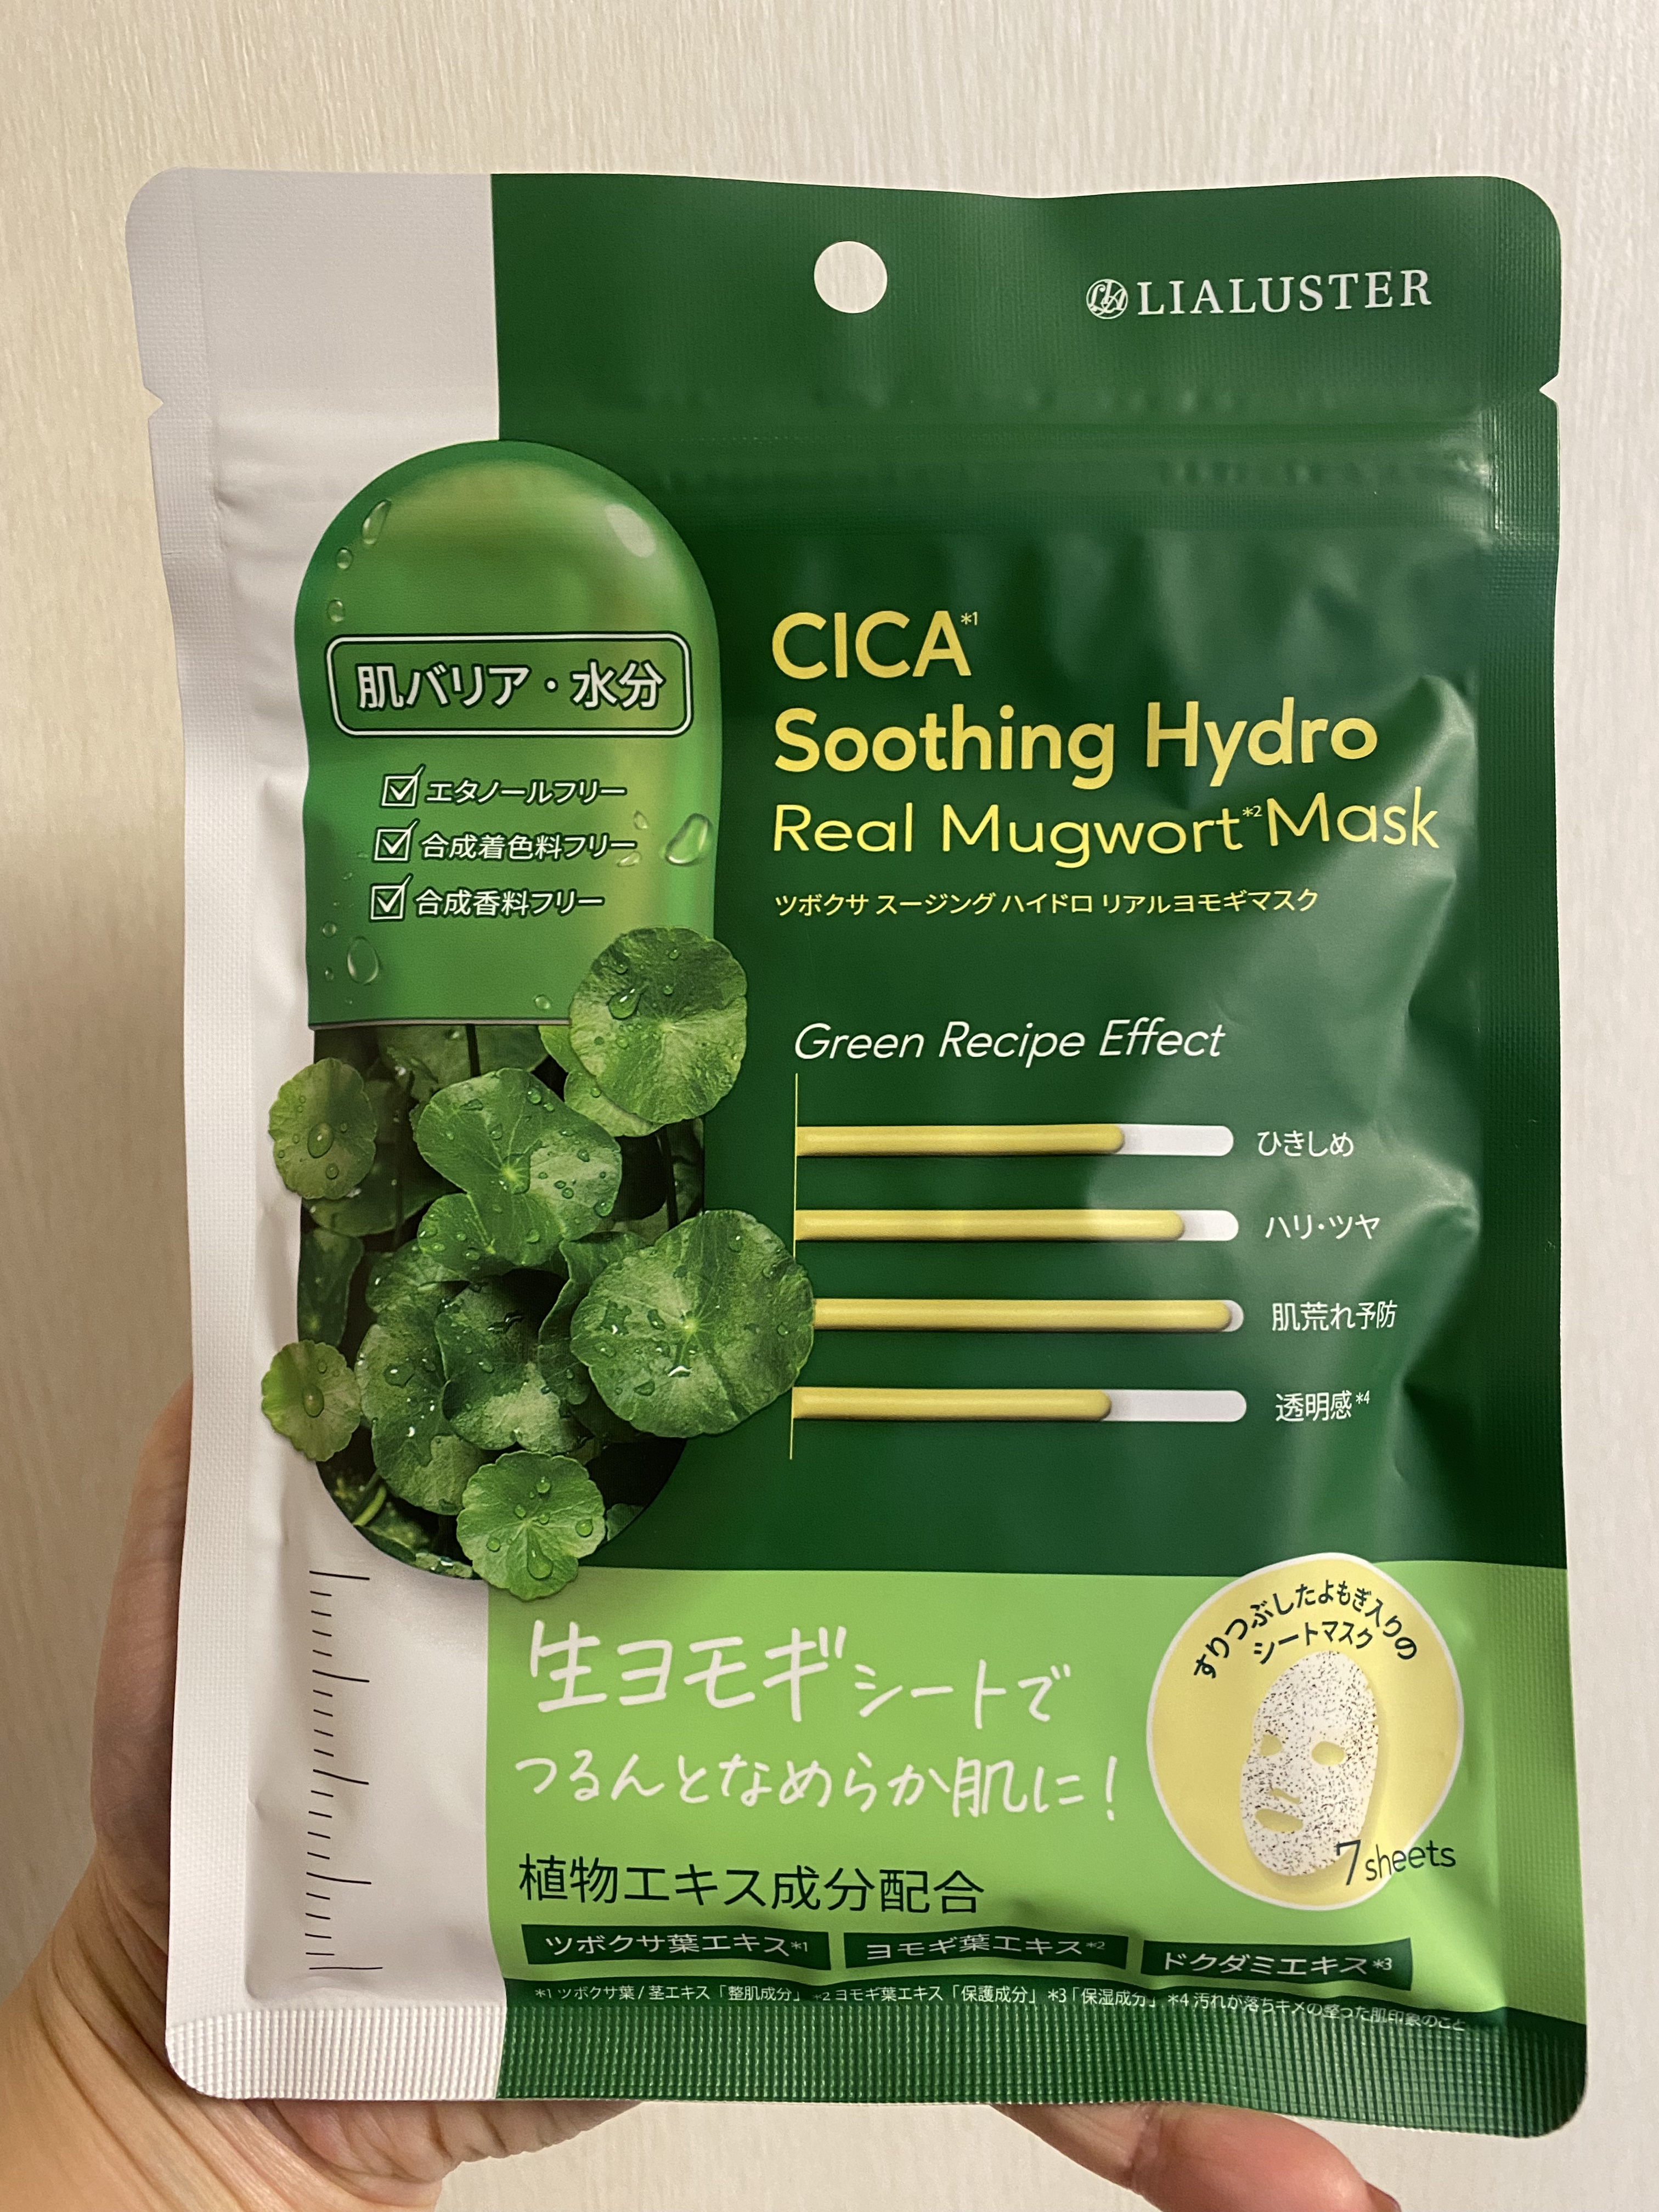 LIALUSTER
肌バリア・水分
エタノールフリー
合成着色料フリー
合成香料フリー
CICA*1
Soothing Hydro
Real Mugwort*2 Mask
ツボクサ スージング ハイドロ リアルヨモギマスク
Green Recipe Effect
ひきしめ
ハリ・ツヤ
肌荒れ予防
透明感*4
すりつぶしたよもぎ入りの
シートマスク
7 sheets
生ヨモギシートで
つるんとなめらか肌に！
植物エキス成分配合
ツボクサ葉エキス*1 ヨモギ葉エキス*2 ドクダミエキス*3
*1 ツボクサ葉/茎エキス「整肌成分」 *2 ヨモギ葉エキス「保護成分」 *3「保湿成分」 *4 汚れが落ちキメの整った肌印象のこと